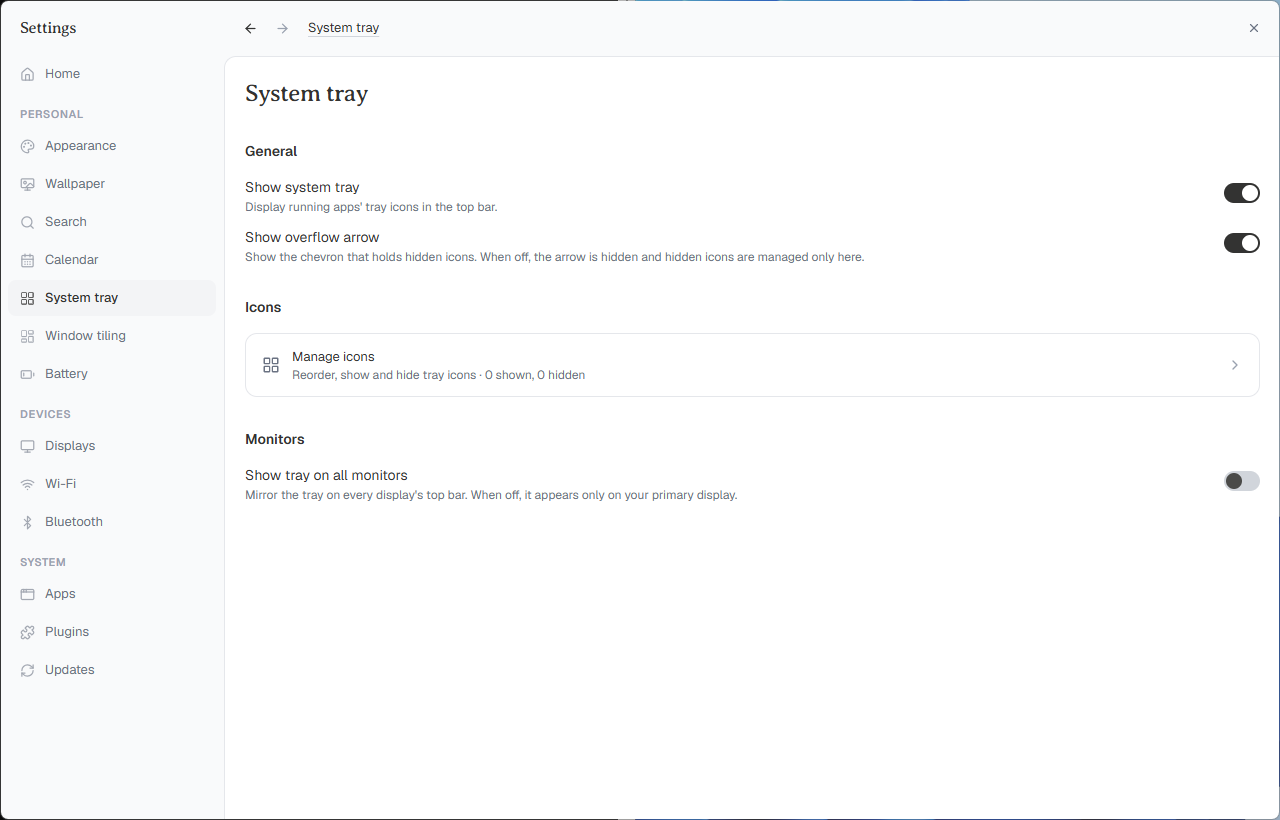 Settings
System tray
Home
PERSONAL
Appearance
Wallpaper
Search
Calendar
System tray
Window tiling
Battery
DEVICES
Displays
Wi-Fi
Bluetooth
SYSTEM
Apps
Plugins
Updates
System tray
General
Show system tray
Display running apps' tray icons in the top bar.
Show overflow arrow
Show the chevron that holds hidden icons. When off, the arrow is hidden and hidden icons are managed only here.
Icons
Manage icons
Reorder, show and hide tray icons · 0 shown, 0 hidden
Monitors
Show tray on all monitors
Mirror the tray on every display's top bar. When off, it appears only on your primary display.